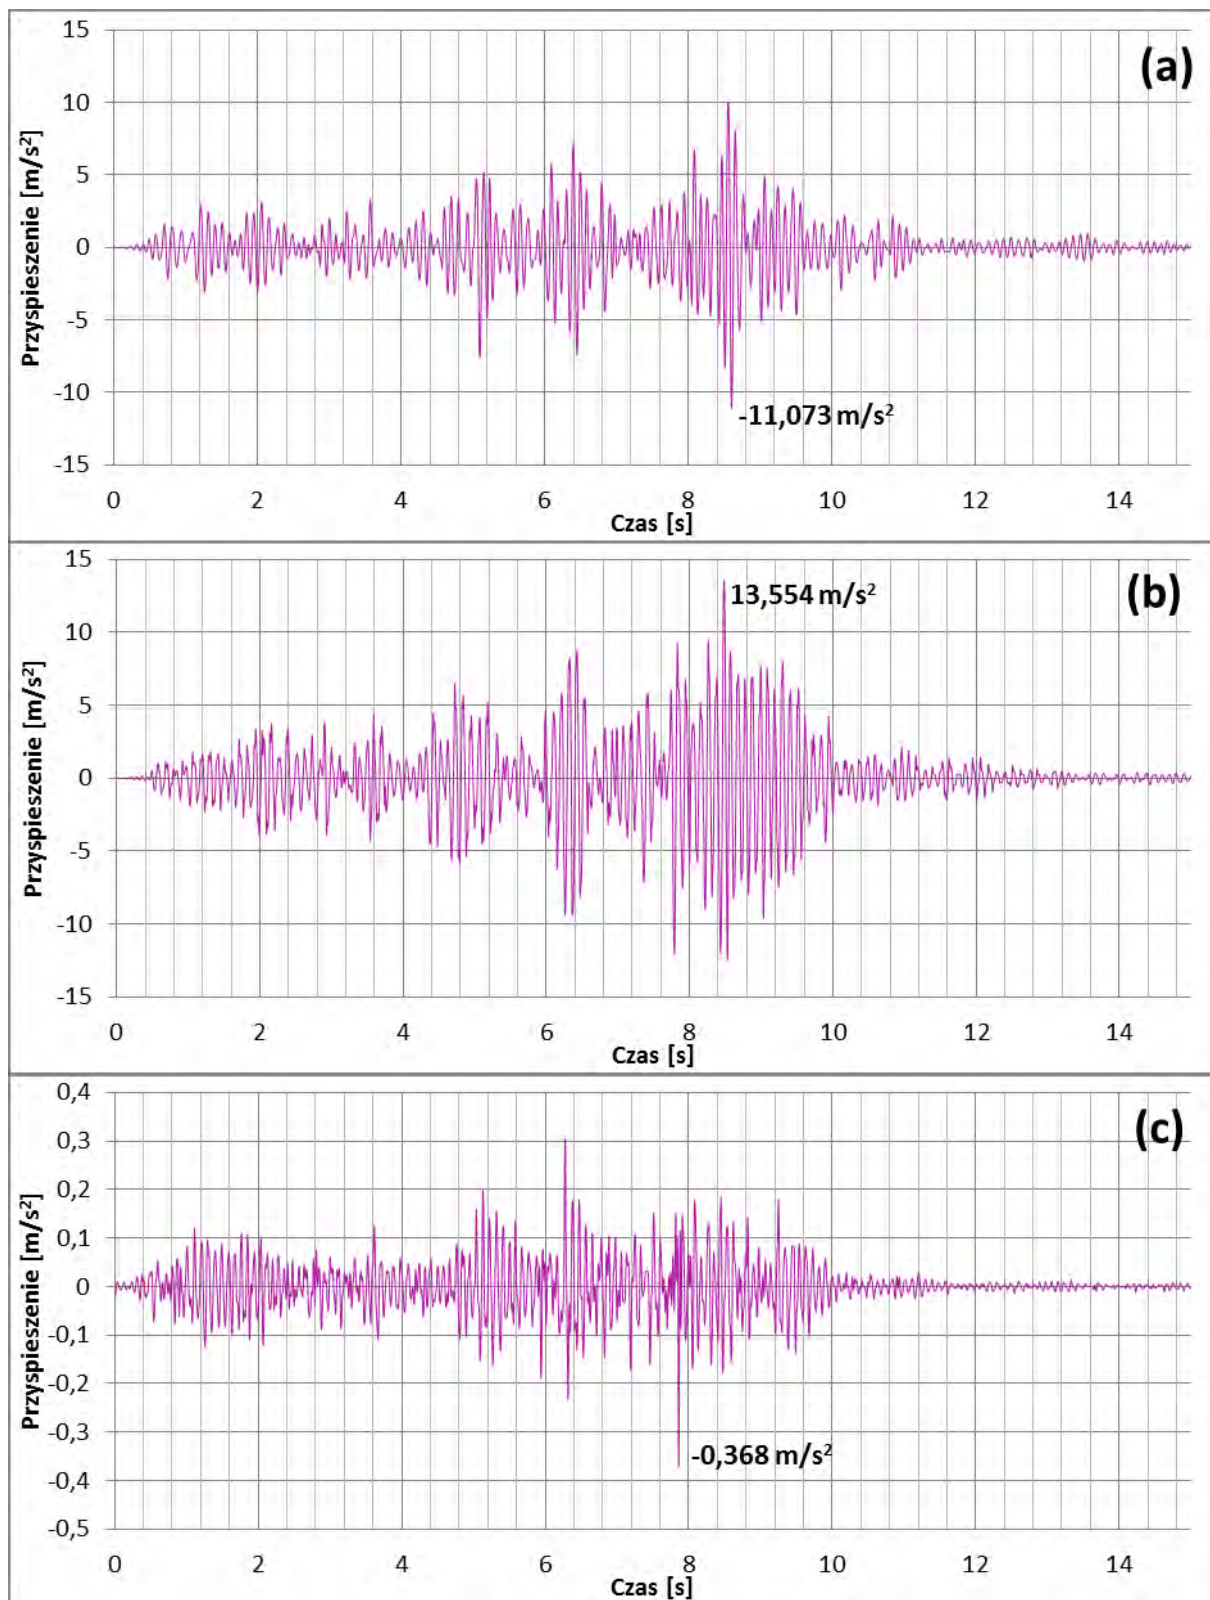 (a)
Przyspieszenie [m/s²]
15
10
5
0
-5
-10
-15
-11,073 m/s²
0 2 4 6 8 10 12 14
Czas [s]
(b)
Przyspieszenie [m/s²]
15
10
5
0
-5
-10
-15
13,554 m/s²
0 2 4 6 8 10 12 14
Czas [s]
(c)
Przyspieszenie [m/s²]
0,4
0,3
0,2
0,1
0
-0,1
-0,2
-0,3
-0,4
-0,5
-0,368 m/s²
0 2 4 6 8 10 12 14
Czas [s]